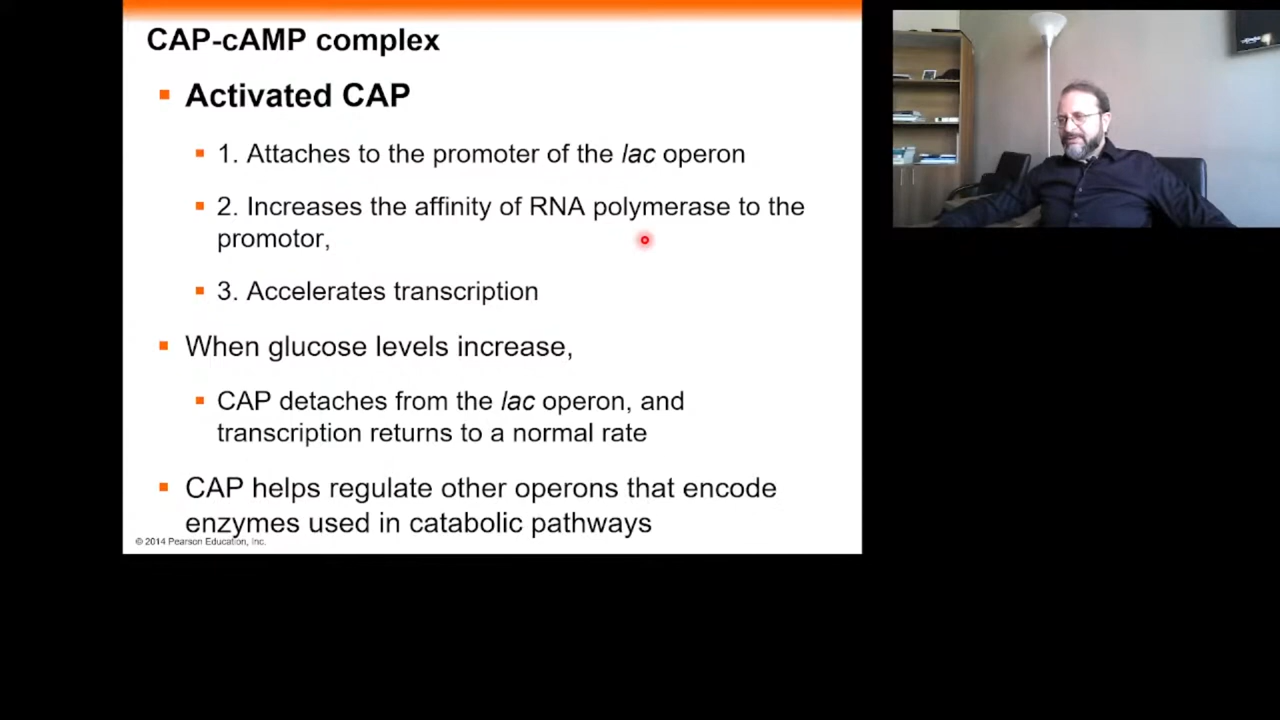 CAP-cAMP complex
Activated CAP
1. Attaches to the promoter of the lac operon
2. Increases the affinity of RNA polymerase to the
promotor,
3. Accelerates transcription
When glucose levels increase,
CAP detaches from the lac operon, and
transcription returns to a normal rate
CAP helps regulate other operons that encode
enzymes used in catabolic pathways
© 2014 Pearson Education, Inc.